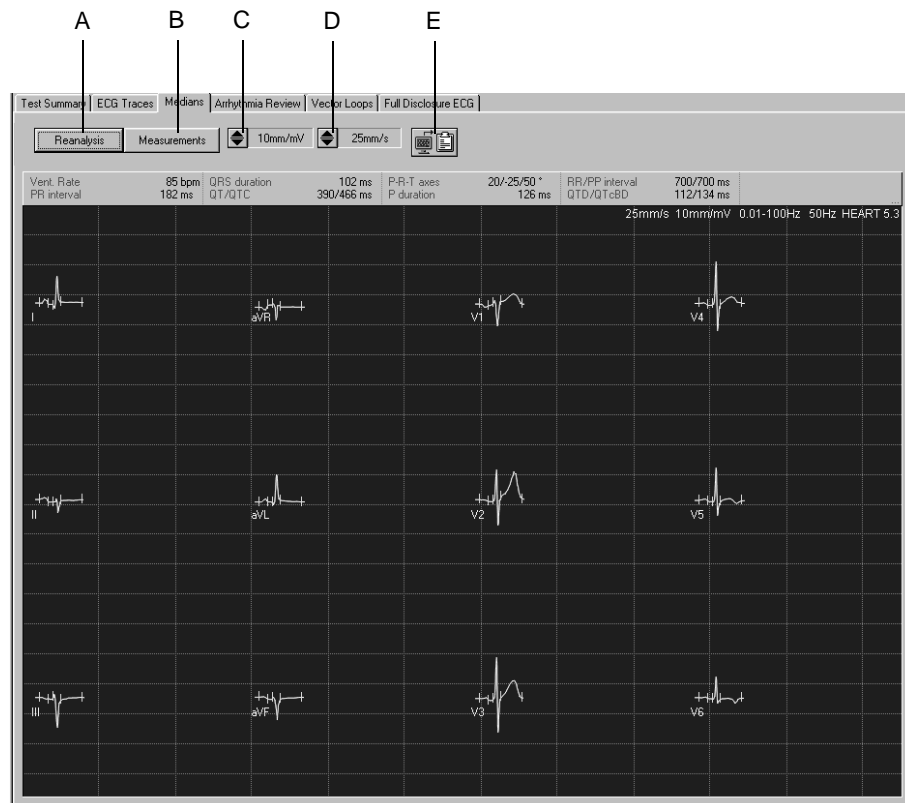 A B C D E
Test Summary ECG Traces Medians Arrhythmia Review Vector Loops Full Disclosure ECG
Reanalysis Measurements 10mm/mV 25mm/s
Vent. Rate 85 bpm QRS duration 102 ms P-R-T axes 20/-25/50 ° RR/PP interval 700/700 ms
PR interval 182 ms QT/QTC 390/466 ms P duration 126 ms QTD/QTcBD 112/134 ms
...
25mm/s 10mm/mV 0.01-100Hz 50Hz HEART 5.3
I aVR V1 V4
II aVL V2 V5
III aVF V3 V6